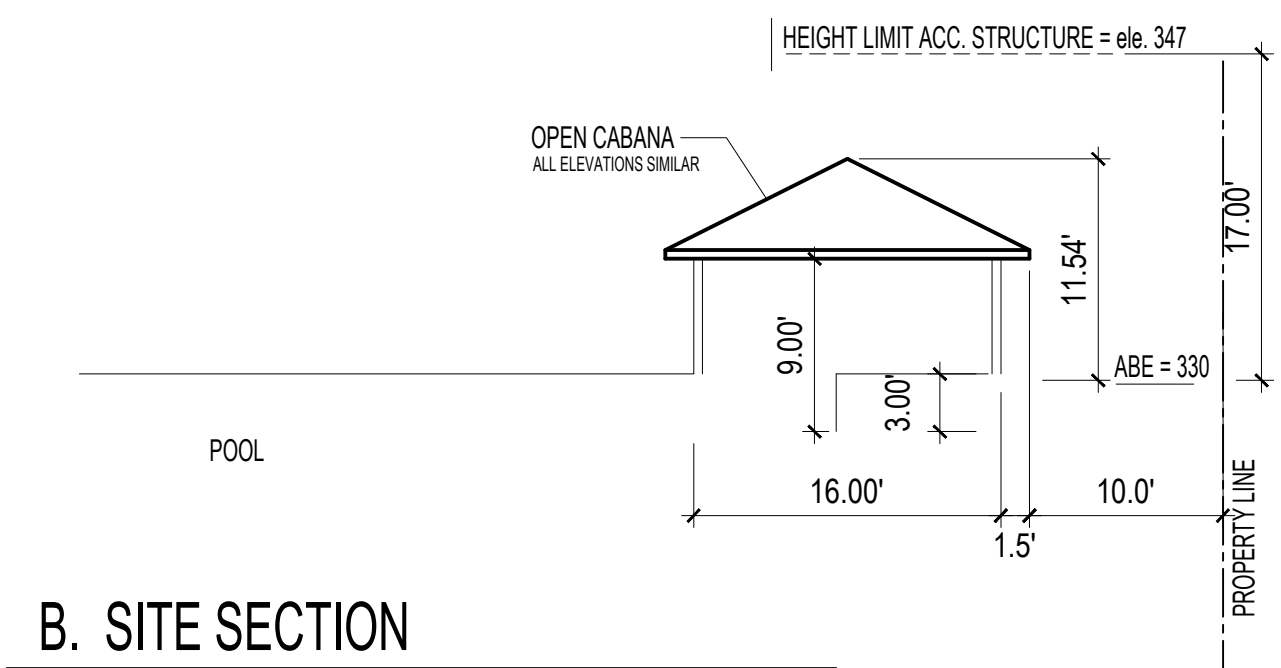 HEIGHT LIMIT ACC. STRUCTURE = ele. 347
OPEN CABANA
ALL ELEVATIONS SIMILAR
17.00'
11.54'
9.00'
ABE = 330
3.00'
POOL
16.00'
10.0'
1.5'
PROPERTY LINE
B. SITE SECTION